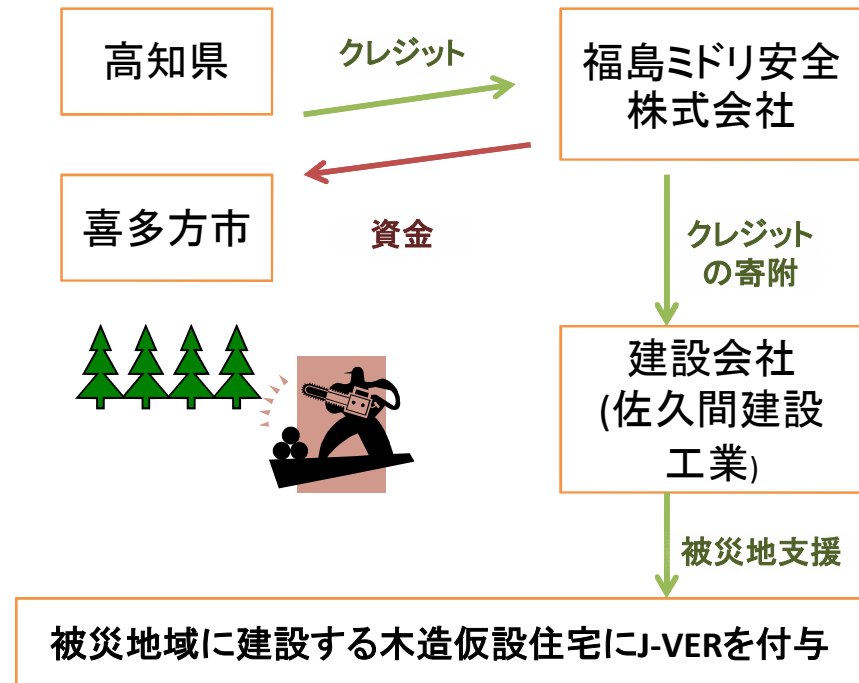 高知県
クレジット
福島ミドリ安全
株式会社
喜多方市
資金
クレジット
の寄附
建設会社
(佐久間建設
工業)
被災地支援
被災地域に建設する木造仮設住宅にJ-VERを付与